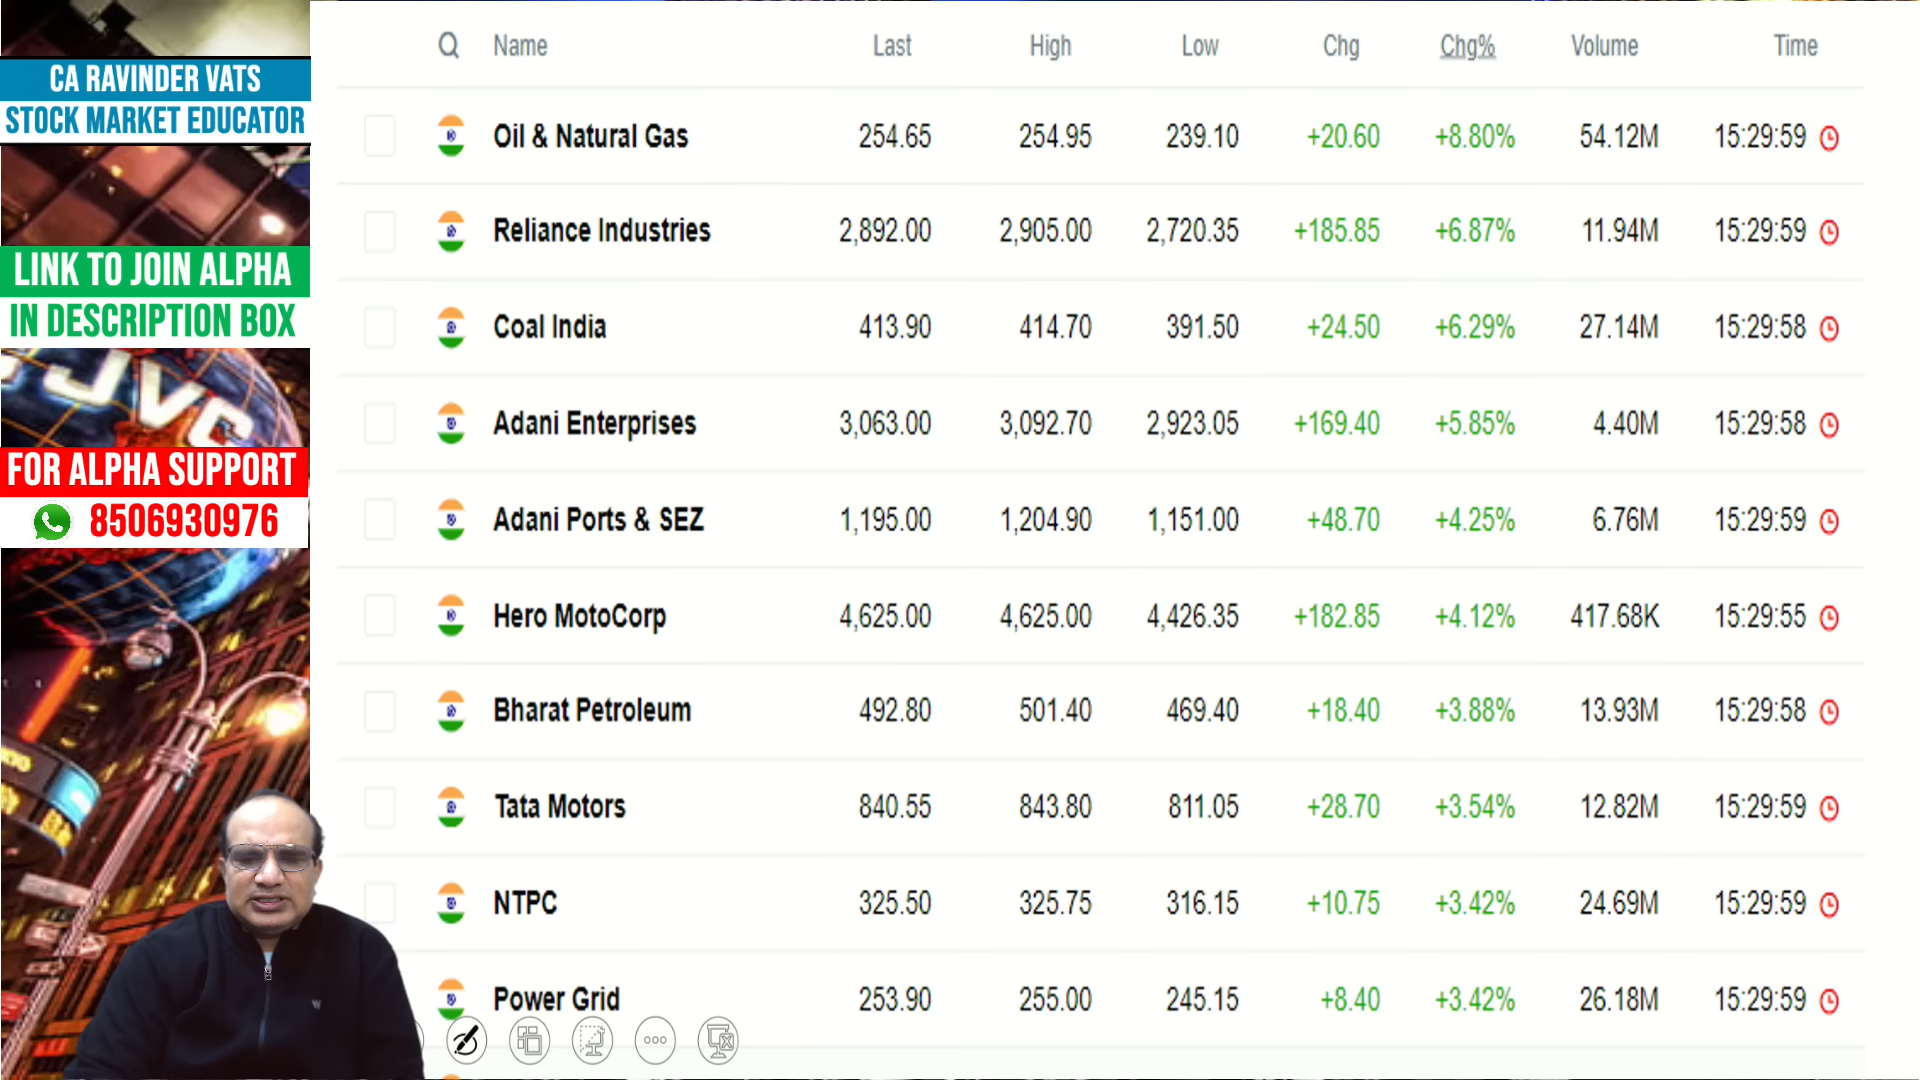 CA RAVINDER VATS
STOCK MARKET EDUCATOR
LINK TO JOIN ALPHA
IN DESCRIPTION BOX
JVC
FOR ALPHA SUPPORT
8506930976
Name Last High Low Chg Chg% Volume Time
Oil & Natural Gas 254.65 254.95 239.10 +20.60 +8.80% 54.12M 15:29:59
Reliance Industries 2,892.00 2,905.00 2,720.35 +185.85 +6.87% 11.94M 15:29:59
Coal India 413.90 414.70 391.50 +24.50 +6.29% 27.14M 15:29:58
Adani Enterprises 3,063.00 3,092.70 2,923.05 +169.40 +5.85% 4.40M 15:29:58
Adani Ports & SEZ 1,195.00 1,204.90 1,151.00 +48.70 +4.25% 6.76M 15:29:59
Hero MotoCorp 4,625.00 4,625.00 4,426.35 +182.85 +4.12% 417.68K 15:29:55
Bharat Petroleum 492.80 501.40 469.40 +18.40 +3.88% 13.93M 15:29:58
Tata Motors 840.55 843.80 811.05 +28.70 +3.54% 12.82M 15:29:59
NTPC 325.50 325.75 316.15 +10.75 +3.42% 24.69M 15:29:59
Power Grid 253.90 255.00 245.15 +8.40 +3.42% 26.18M 15:29:59